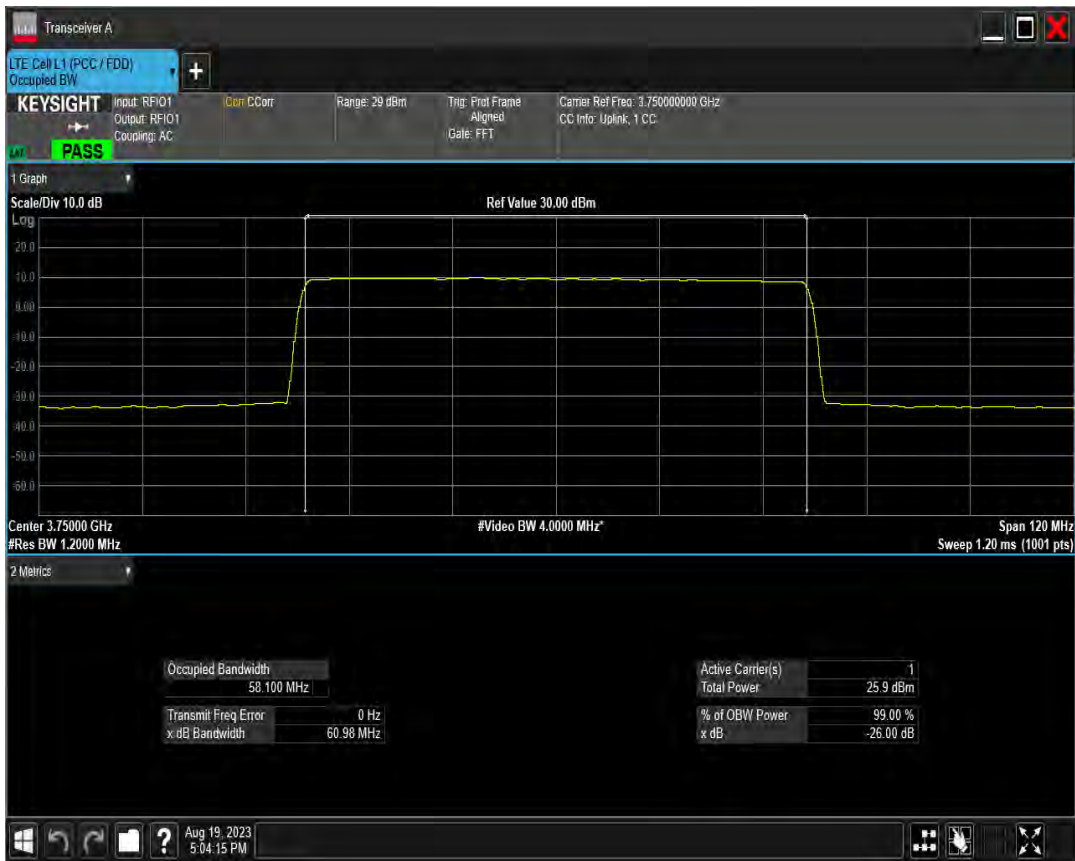 Transceiver A
LTE Cell L1 (PCC / FDD)
Occupied BW
+
KEYSIGHT
Input: RFIO1
Output: RFIO1
Coupling: AC
Corr CCorr
Range: 29 dBm
Trig: Prot Frame
Aligned
Gate: FFT
Carrier Ref Freq: 3.750000000 GHz
CC Info: Uplink, 1 CC
PASS
1 Graph
Scale/Div 10.0 dB
Ref Value 30.00 dBm
Log
20.0
10.0
0.00
-10.0
-20.0
-30.0
-40.0
-50.0
-60.0
Center 3.75000 GHz
#Video BW 4.0000 MHz*
Span 120 MHz
#Res BW 1.2000 MHz
Sweep 1.20 ms (1001 pts)
2 Metrics
Occupied Bandwidth
58.100 MHz
Transmit Freq Error 0 Hz
x dB Bandwidth 60.98 MHz
Active Carrier(s) 1
Total Power 25.9 dBm
% of OBW Power 99.00 %
x dB -26.00 dB
?
Aug 19, 2023
5:04:15 PM